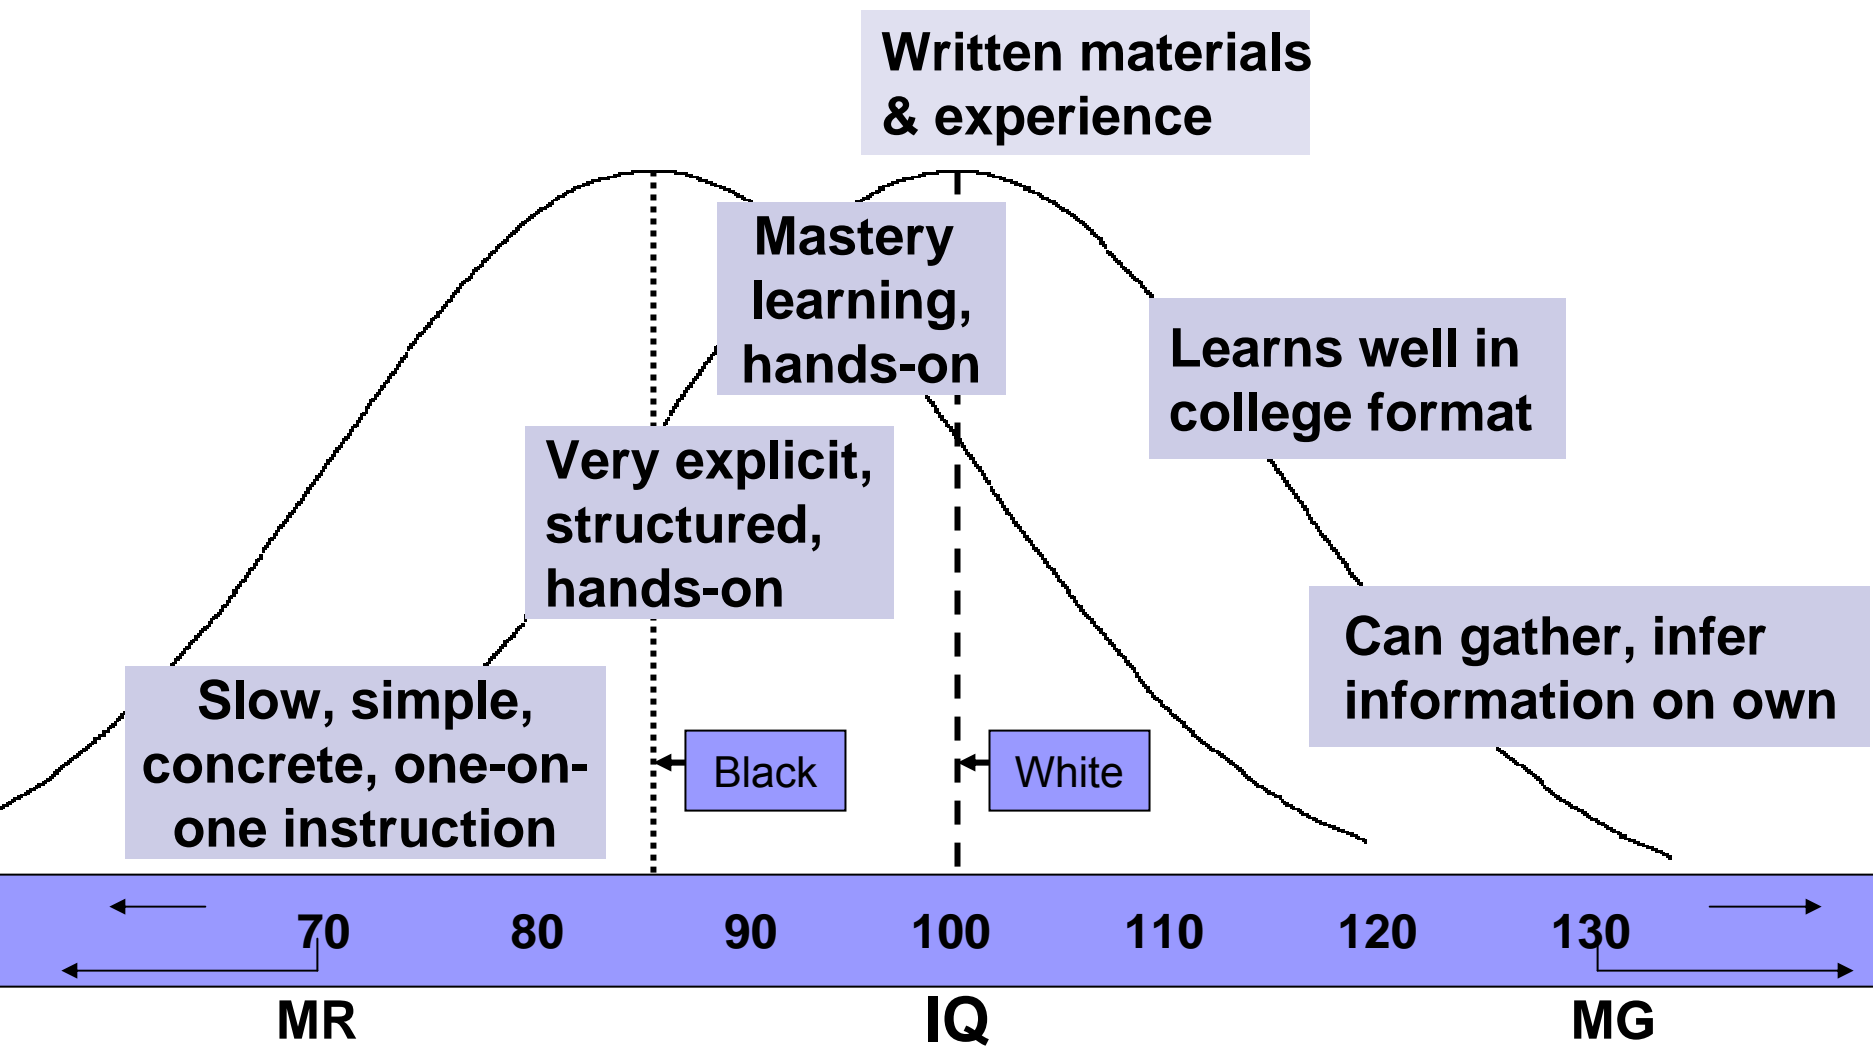 Written materials
& experience
Mastery
learning,
hands-on
Learns well in
college format
Very explicit,
structured,
hands-on
Can gather, infer
information on own
Slow, simple,
concrete, one-on-
one instruction
Black
White
70 80 90 100 110 120 130
MR IQ MG